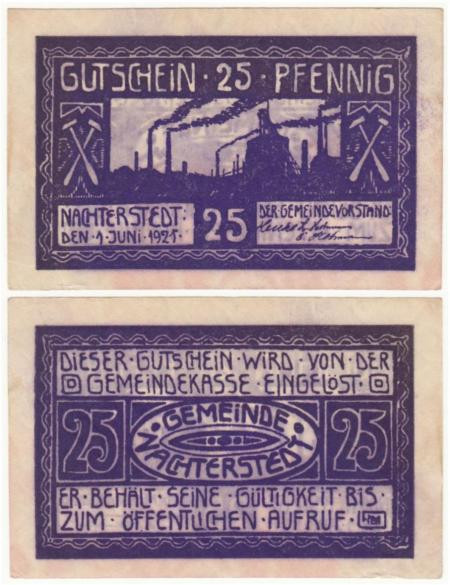 GUTSCHEIN · 25 · PFENNIG
NACHTERSTEDT:
DEN · 1 · JUNI · 1921 ·
25
DER GEMEINDEVORSTAND:
DIESER · GUTSCHEIN · WIRD · VON · DER
GEMEINDEKASSE · EINGELÖST ·
25
· GEMEINDE ·
NACHTERSTEDT
25
ER · BEHÄLT · SEINE · GÜLTIGKEIT · BIS ·
ZUM · ÖFFENTLICHEN · AUFRUF ·